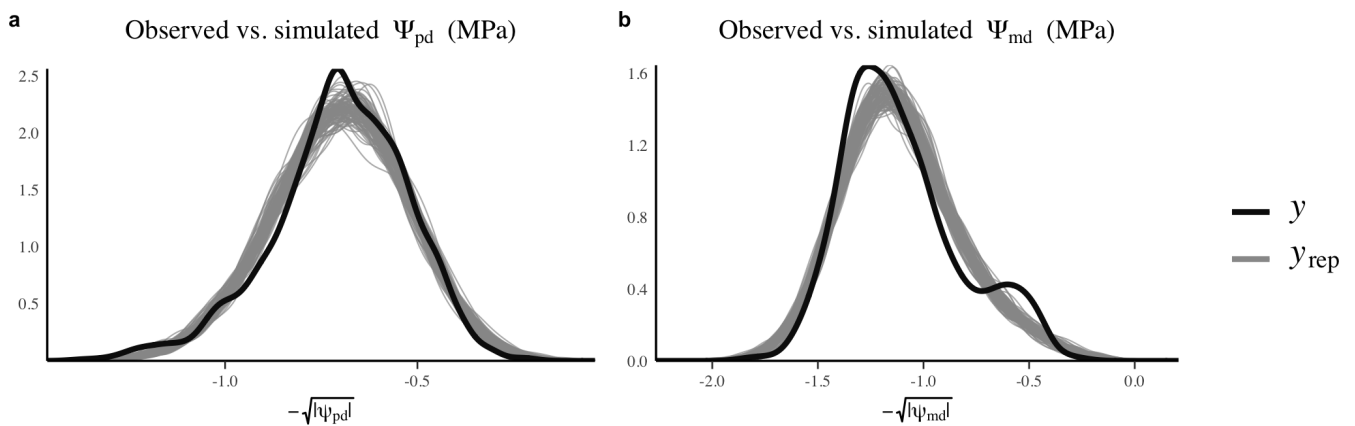 a
Observed vs. simulated Ψpd (MPa)
2.5
2.0
1.5
1.0
0.5
-1.0 -0.5
−√|ψpd|
b
Observed vs. simulated Ψmd (MPa)
1.6
1.2
0.8
0.4
0.0
-2.0 -1.5 -1.0 -0.5 0.0
−√|ψmd|
y
yrep